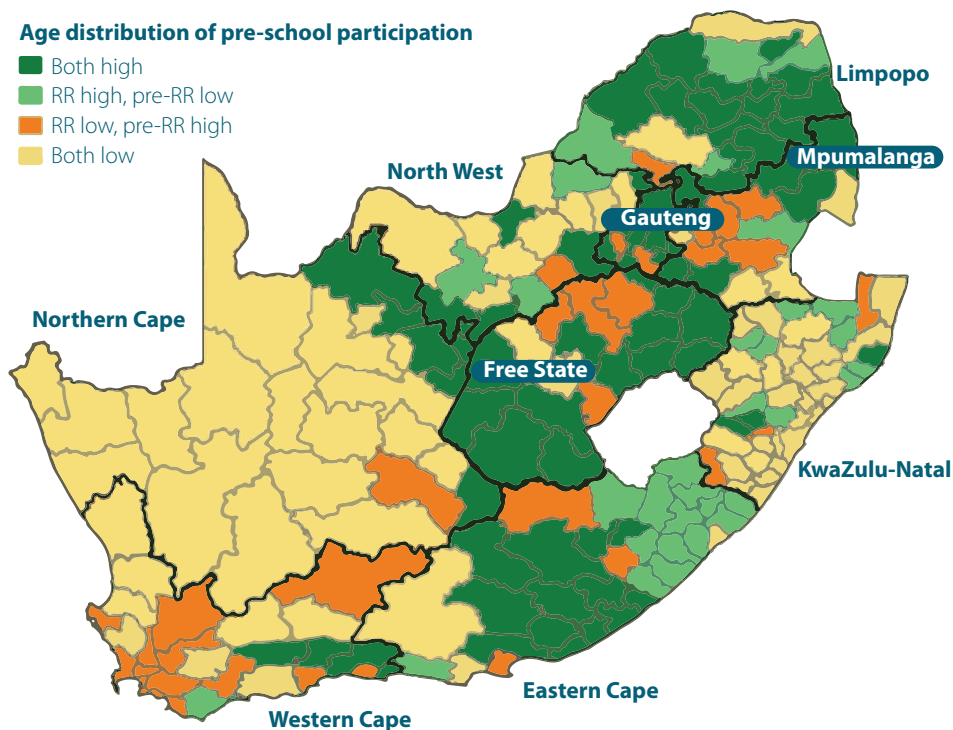 Age distribution of pre-school participation
Both high
RR high, pre-RR low
RR low, pre-RR high
Both low
Limpopo
Mpumalanga
North West
Gauteng
Northern Cape
Free State
KwaZulu-Natal
Eastern Cape
Western Cape